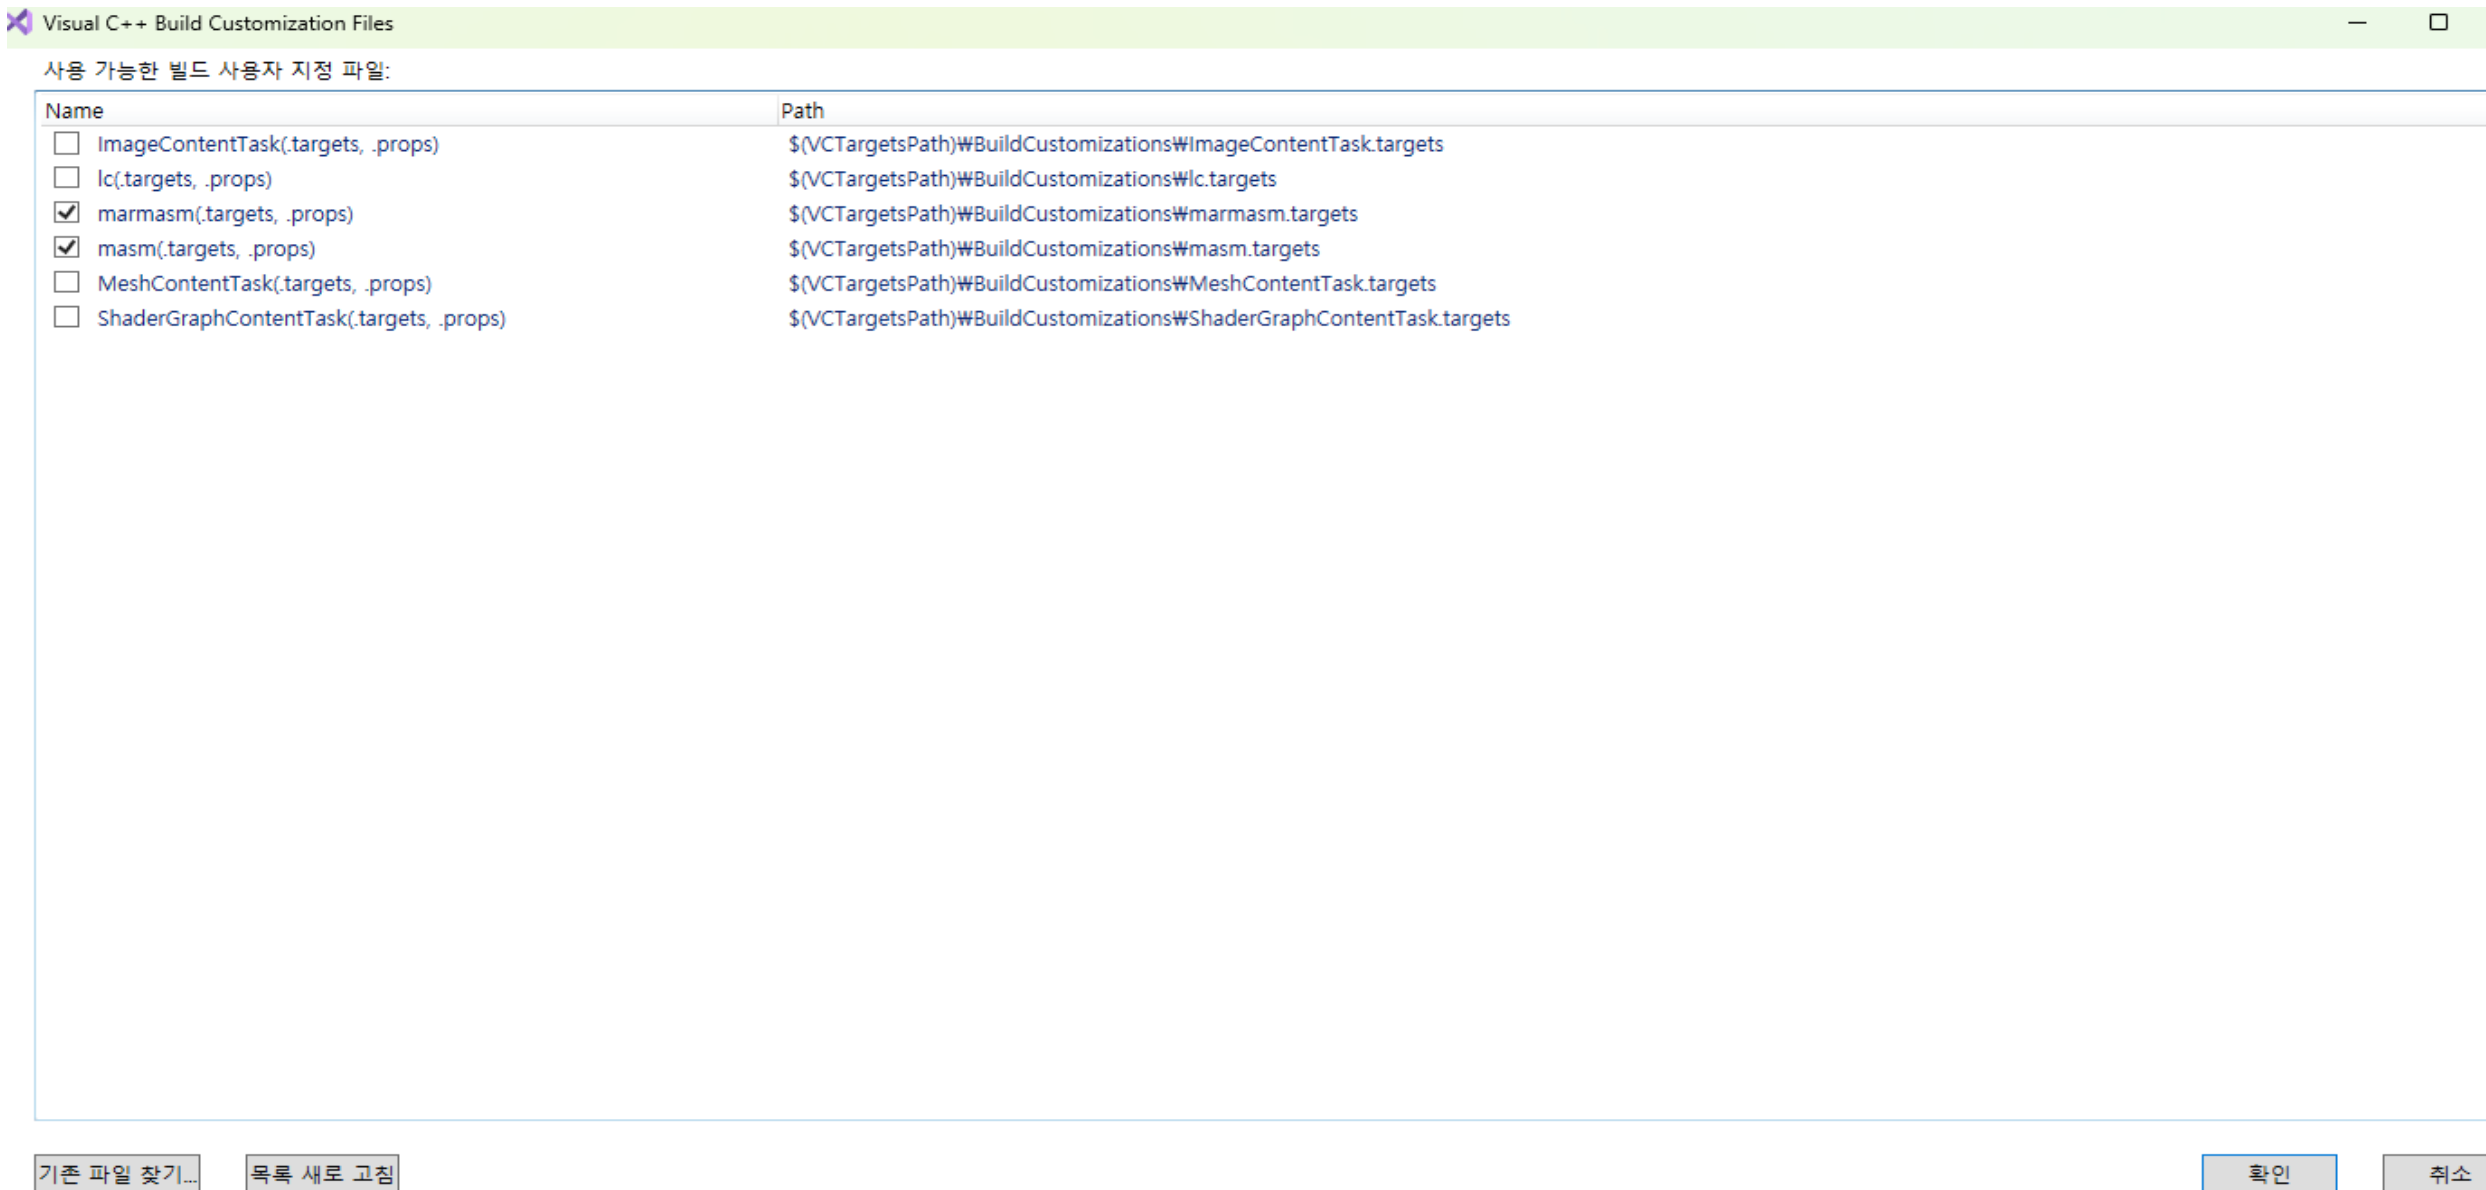 Visual C++ Build Customization Files
사용 가능한 빌드 사용자 지정 파일:
Name Path
ImageContentTask(.targets, .props) $(VCTargetsPath)₩BuildCustomizations₩ImageContentTask.targets
lc(.targets, .props) $(VCTargetsPath)₩BuildCustomizations₩lc.targets
marmasm(.targets, .props) $(VCTargetsPath)₩BuildCustomizations₩marmasm.targets
masm(.targets, .props) $(VCTargetsPath)₩BuildCustomizations₩masm.targets
MeshContentTask(.targets, .props) $(VCTargetsPath)₩BuildCustomizations₩MeshContentTask.targets
ShaderGraphContentTask(.targets, .props) $(VCTargetsPath)₩BuildCustomizations₩ShaderGraphContentTask.targets
기존 파일 찾기... 목록 새로 고침 확인 취소